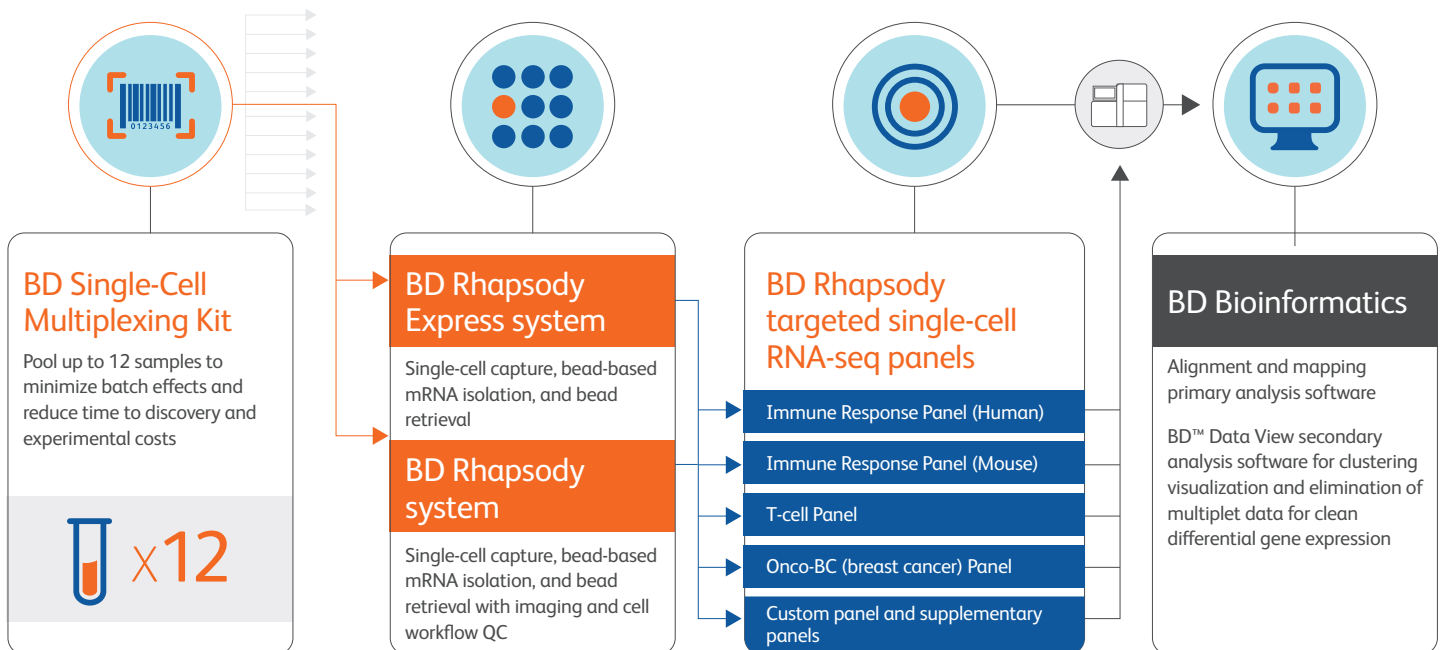 0123456
BD Single-Cell
Multiplexing Kit
Pool up to 12 samples to
minimize batch effects and
reduce time to discovery and
experimental costs
x12
BD Rhapsody
Express system
Single-cell capture, bead-based
mRNA isolation, and bead
retrieval
BD Rhapsody
system
Single-cell capture, bead-based
mRNA isolation, and bead
retrieval with imaging and cell
workflow QC
BD Rhapsody
targeted single-cell
RNA-seq panels
Immune Response Panel (Human)
Immune Response Panel (Mouse)
T-cell Panel
Onco-BC (breast cancer) Panel
Custom panel and supplementary
panels
BD Bioinformatics
Alignment and mapping
primary analysis software
BD™ Data View secondary
analysis software for clustering
visualization and elimination of
multiplet data for clean
differential gene expression